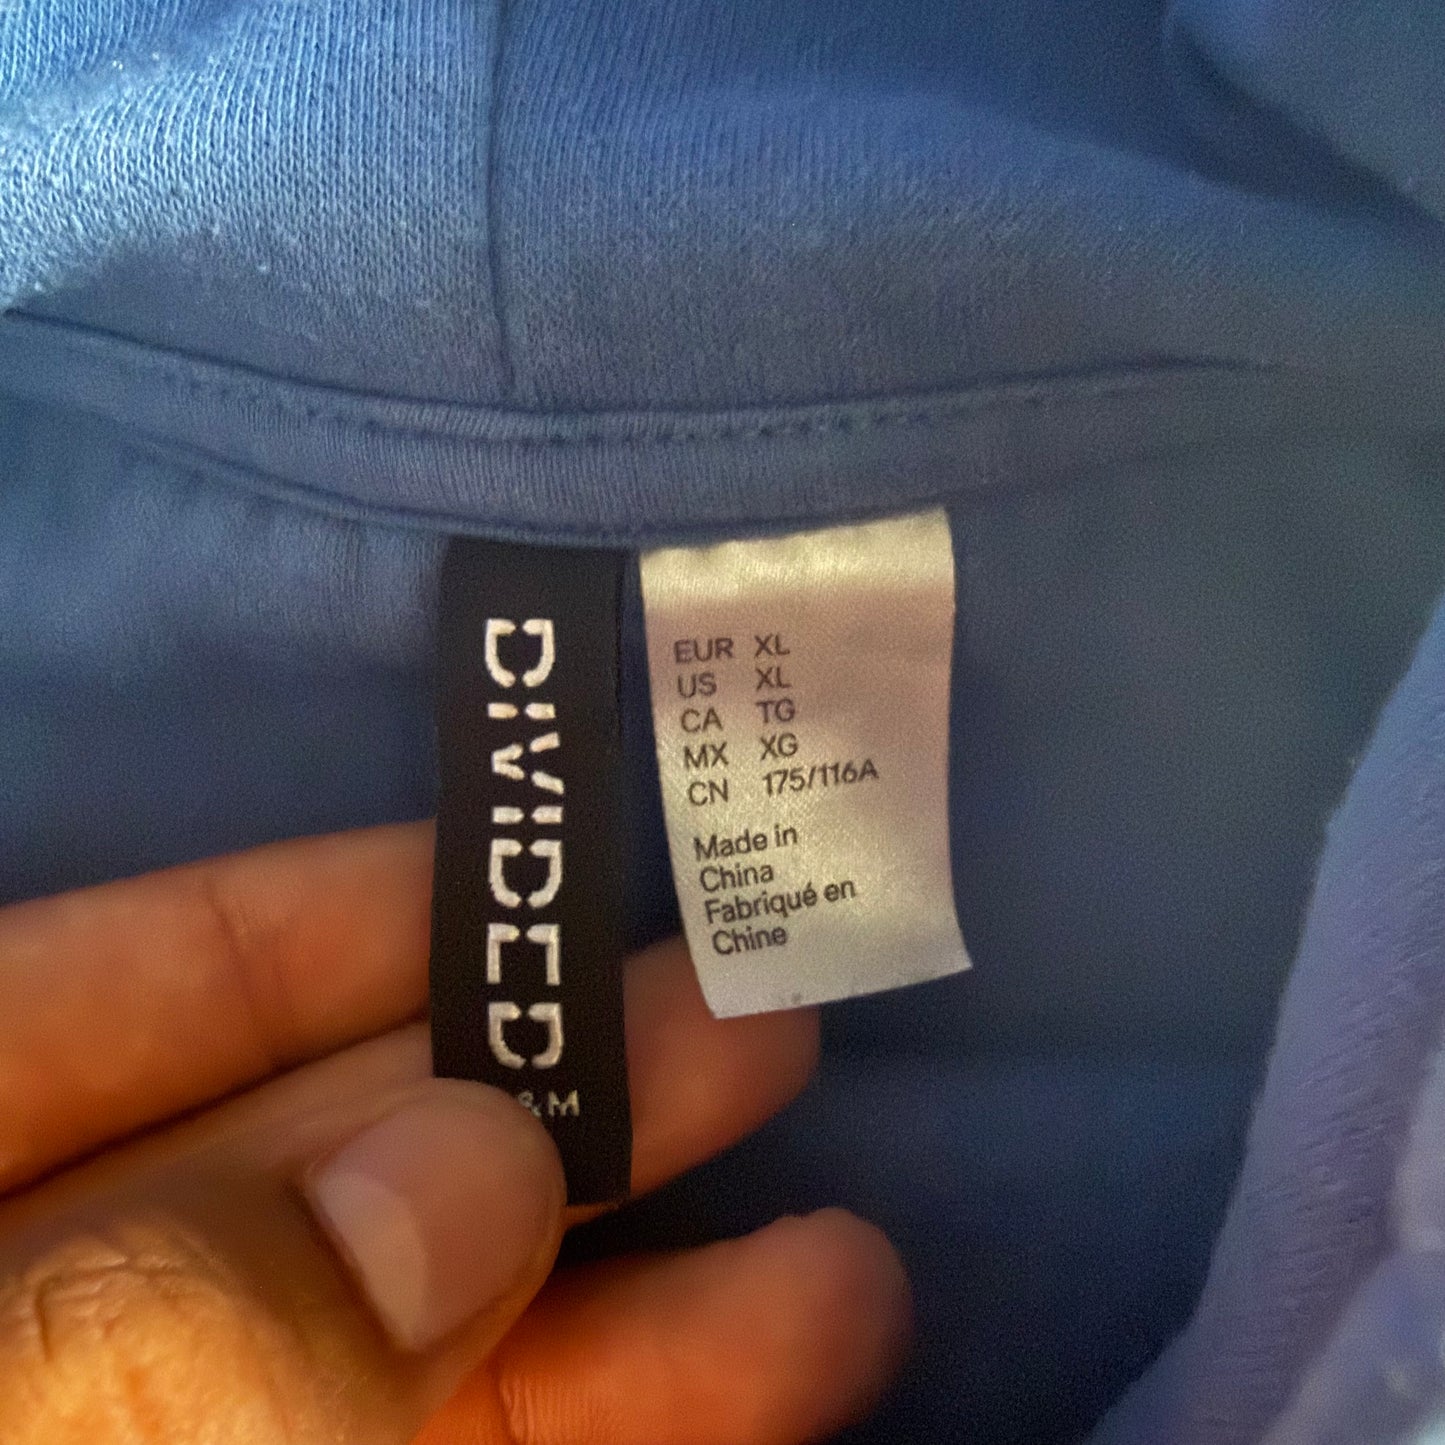 DIVIDED
&M
EUR XL
US XL
CA TG
MX XG
CN 175/116A
Made in
China
Fabriqué en
Chine